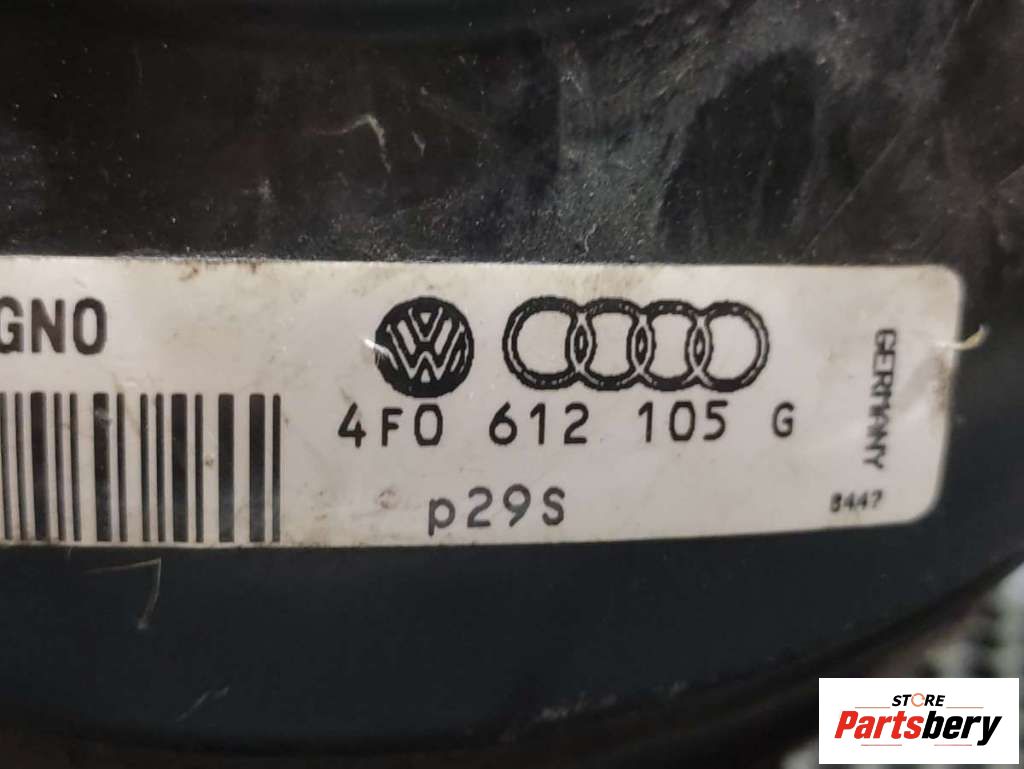 GNO
4F0 612 105 G
p29S
GERMANY
8447
STORE
Partsbery